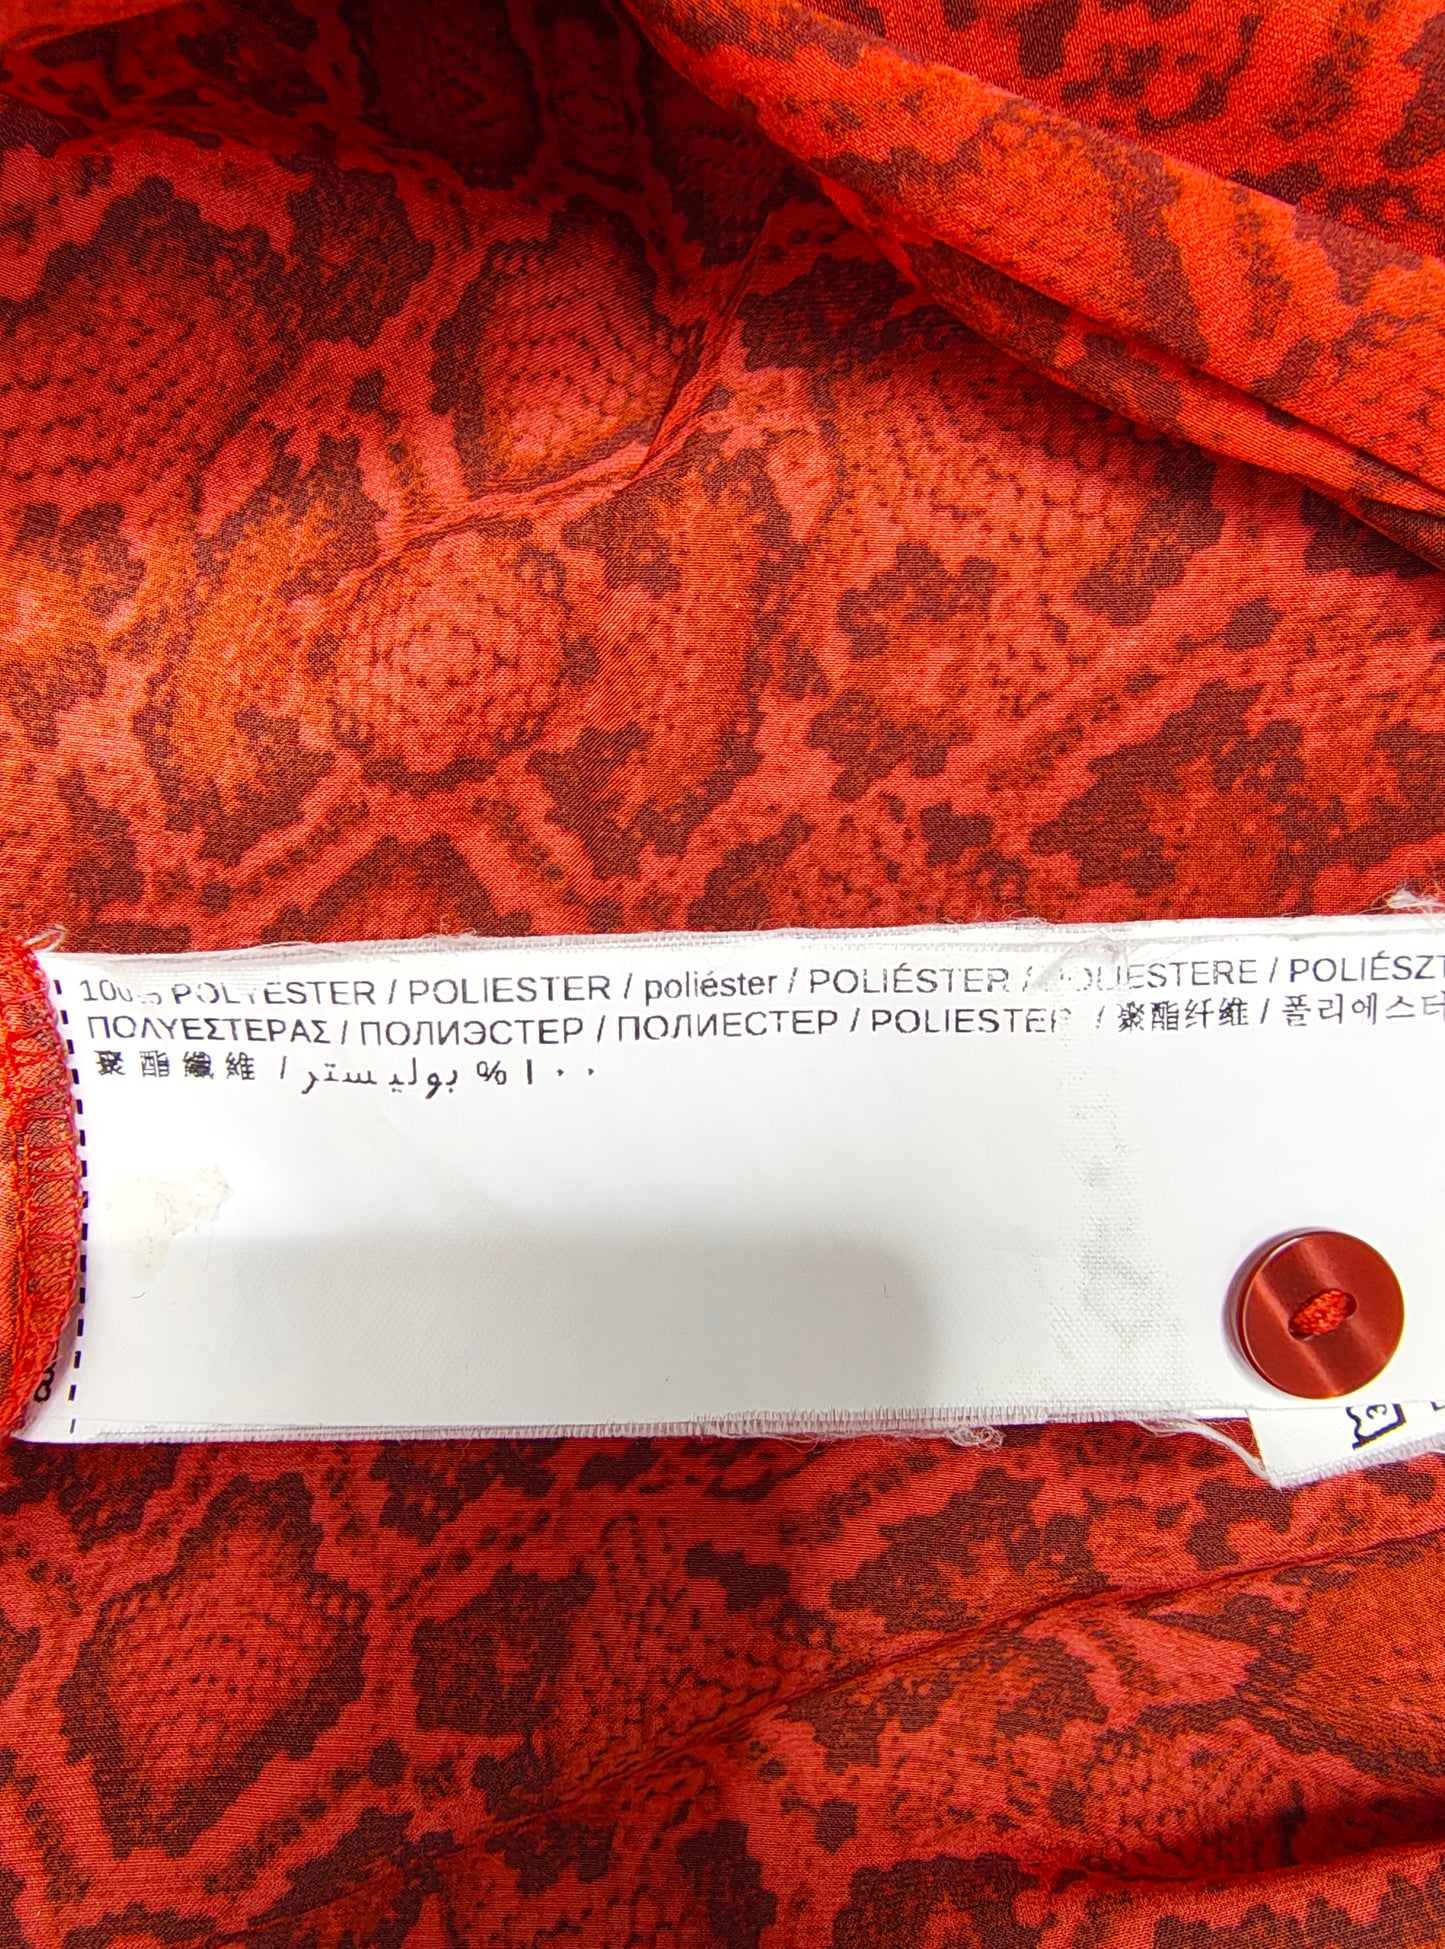 100% POLYESTER / POLIESTER / poliéster / POLIÉSTER / POLIESTERE / POLIÉSZT
ΠΟΛΥΕΣΤΕΡΑΣ / ПОЛИЭСТЕР / ПОЛИЕСТЕР / POLIESTER / 聚酯纤维 / 폴리에스터
聚 酯 纖 維 / ١٠٠ % بوليستر